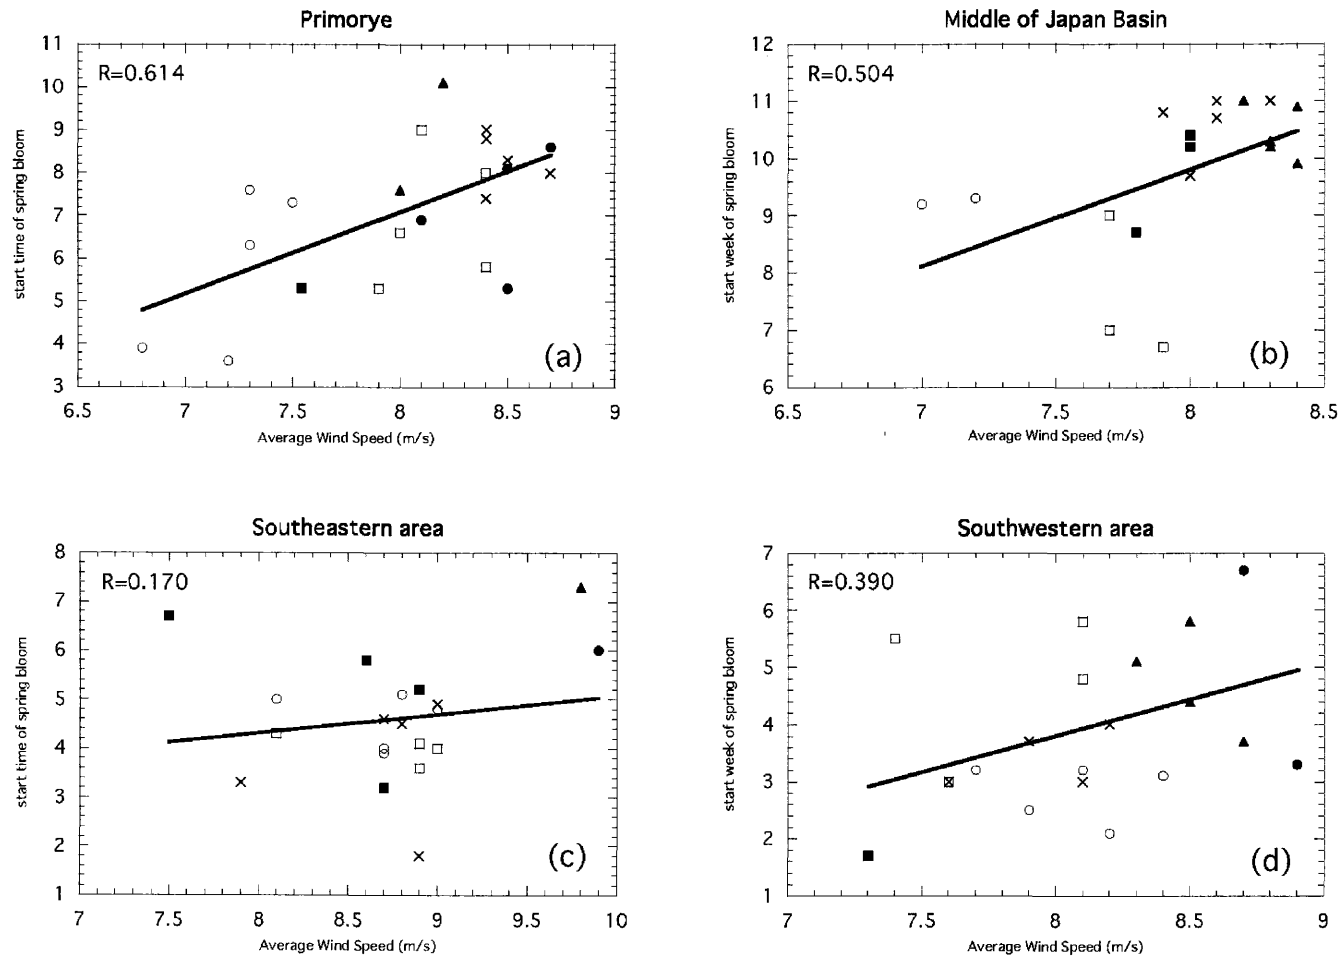 Primorye
R=0.614
start time of spring bloom
11
10
9
8
7
6
5
4
3
6.5 7 7.5 8 8.5 9
Average Wind Speed (m/s)
(a)
Middle of Japan Basin
R=0.504
start week of spring bloom
12
11
10
9
8
7
6
6.5 7 7.5 8 8.5
Average Wind Speed (m/s)
(b)
Southeastern area
R=0.170
start time of spring bloom
8
7
6
5
4
3
2
1
7 7.5 8 8.5 9 9.5 10
Average Wind Speed (m/s)
(c)
Southwestern area
R=0.390
start week of spring bloom
7
6
5
4
3
2
1
7 7.5 8 8.5 9
Average Wind Speed (m/s)
(d)